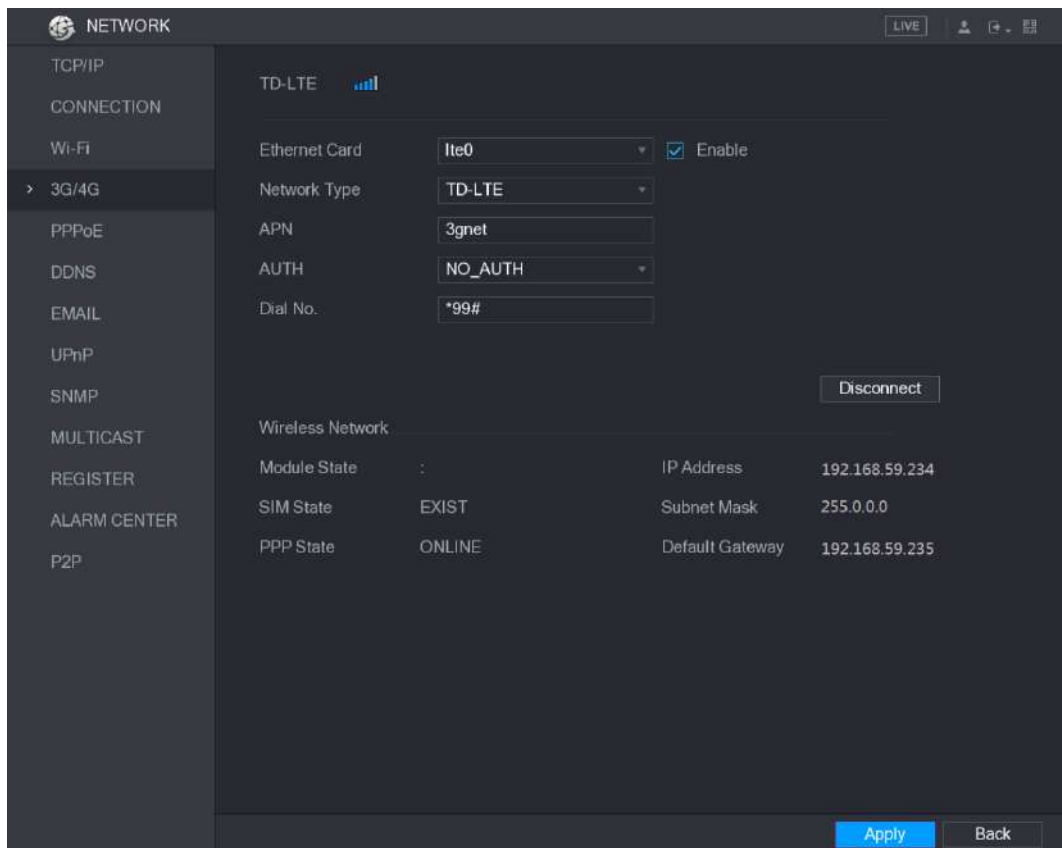 NETWORK
LIVE
TCP/IP
CONNECTION
Wi-Fi
3G/4G
PPPoE
DDNS
EMAIL
UPnP
SNMP
MULTICAST
REGISTER
ALARM CENTER
P2P
TD-LTE
Ethernet Card lte0 Enable
Network Type TD-LTE
APN 3gnet
AUTH NO_AUTH
Dial No. *99#
Disconnect
Wireless Network
Module State : IP Address 192.168.59.234
SIM State EXIST Subnet Mask 255.0.0.0
PPP State ONLINE Default Gateway 192.168.59.235
Apply Back